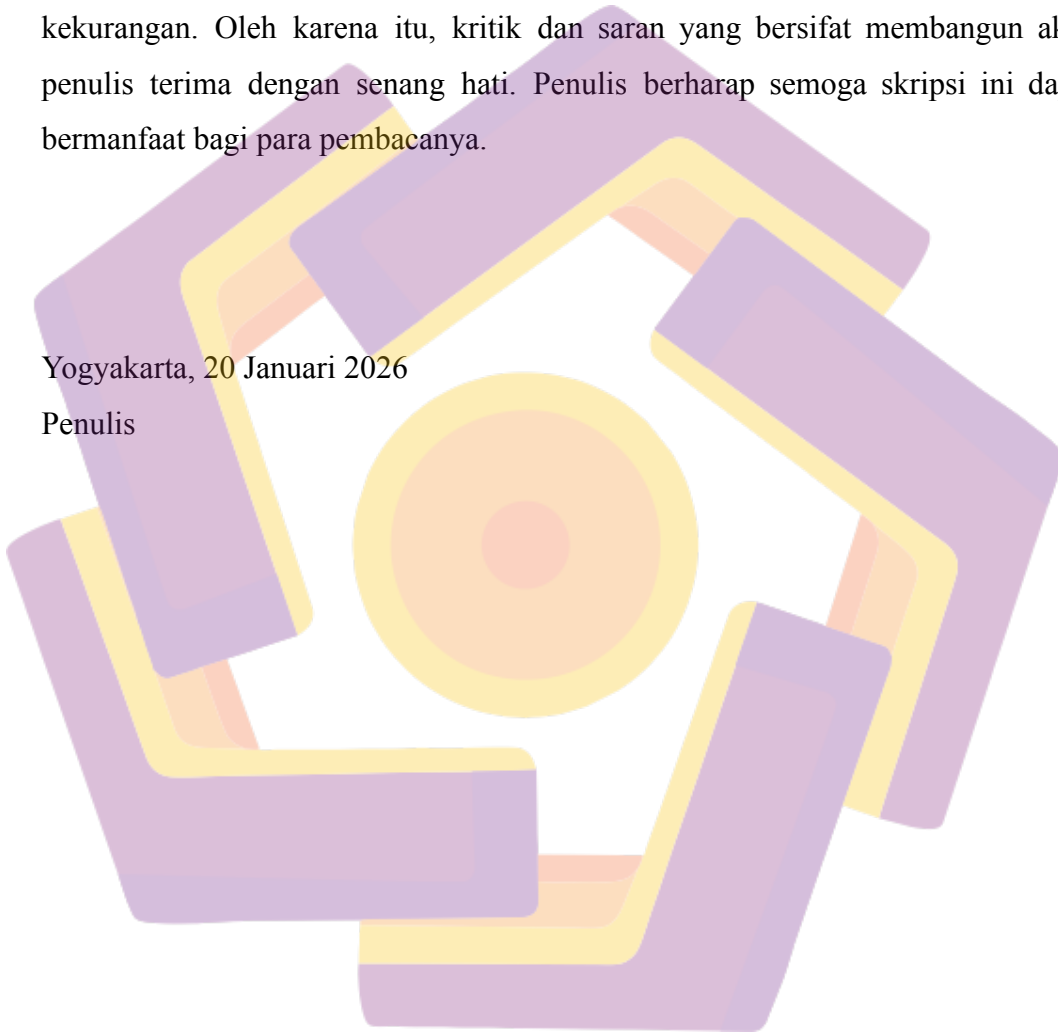 kekurangan. Oleh karena itu, kritik dan saran yang bersifat membangun
penulis terima dengan senang hati. Penulis berharap semoga skripsi ini
bermanfaat bagi para pembacanya.
Yogyakarta, 20 Januari 2026
Penulis